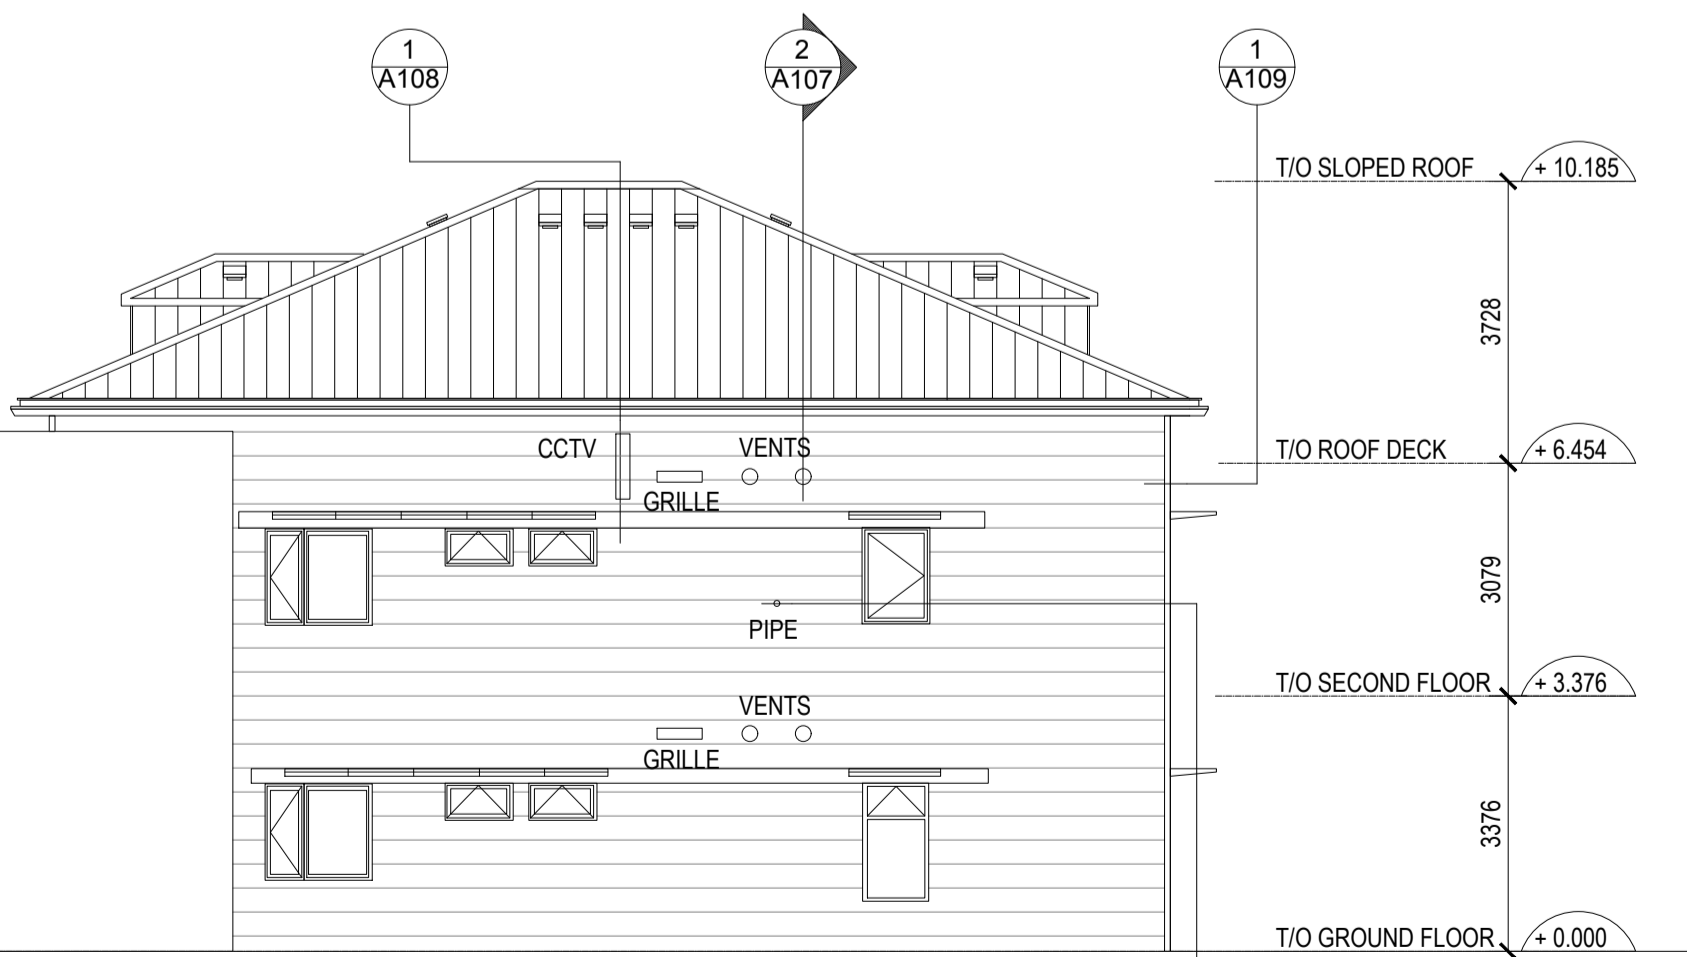 1
A108
2
A107
1
A109
T/O SLOPED ROOF
+ 10.185
3728
T/O ROOF DECK
+ 6.454
CCTV
VENTS
GRILLE
3079
PIPE
T/O SECOND FLOOR
+ 3.376
VENTS
GRILLE
3376
T/O GROUND FLOOR
+ 0.000